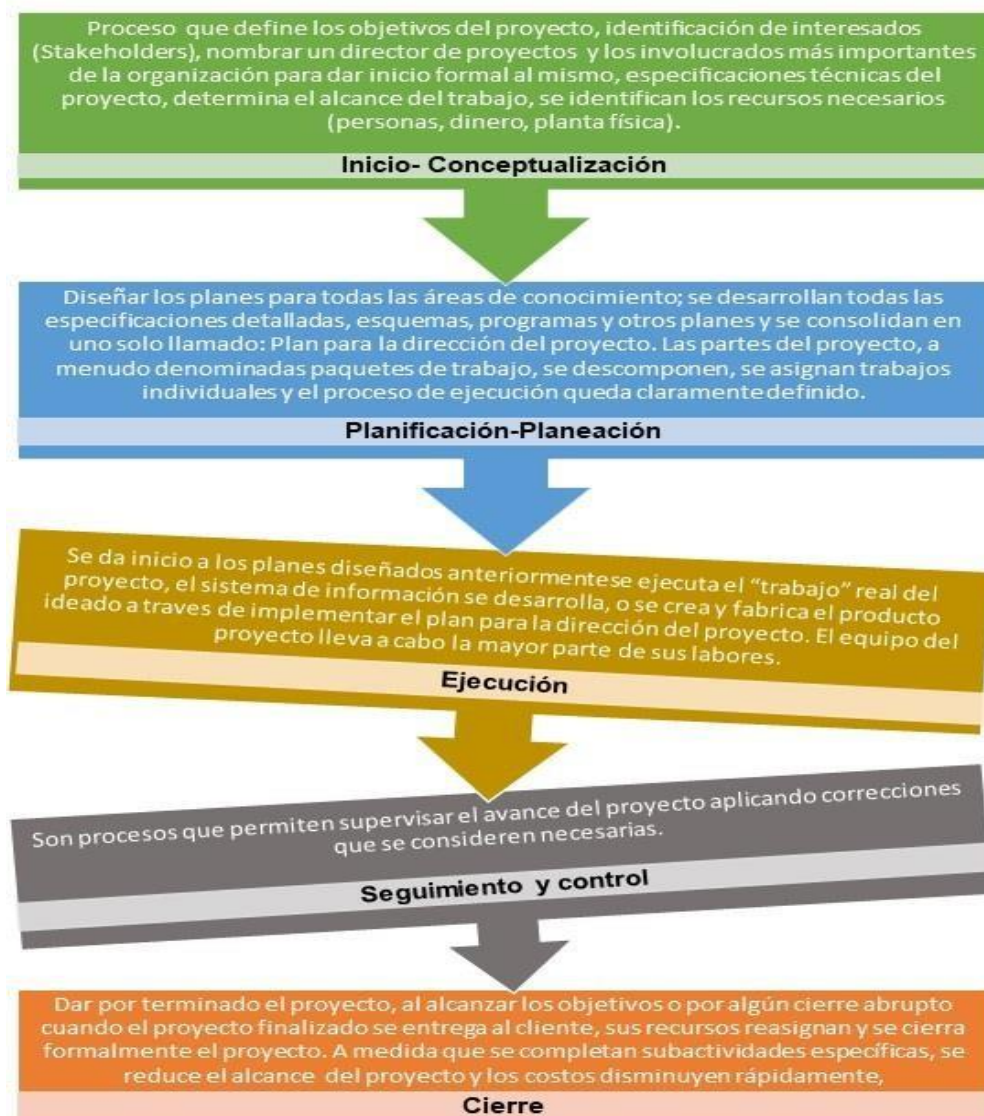 Proceso que define los objetivos del proyecto, identificación de interesados
(Stakeholders), nombrar un director de proyectos y los involucrados más importantes
de la organización para dar inicio formal al mismo, especificaciones técnicas del
proyecto, determina el alcance del trabajo, se identifican los recursos necesarios
(personas, dinero, planta física).
Inicio- Conceptualización
Diseñar los planes para todas las áreas de conocimiento; se desarrollan todas las
especificaciones detalladas, esquemas, programas y otros planes y se consolidan en
uno solo llamado: Plan para la dirección del proyecto. Las partes del proyecto, a
menudo denominadas paquetes de trabajo, se descomponen, se asignan trabajos
individuales y el proceso de ejecución queda claramente definido.
Planificación-Planeación
Se da inicio a los planes diseñados anteriormentese ejecuta el “trabajo” real del
proyecto, el sistema de información se desarrolla, o se crea y fabrica el producto
ideado a traves de implementar el plan para la dirección del proyecto. El equipo del
proyecto lleva a cabo la mayor parte de sus labores.
Ejecución
Son procesos que permiten supervisar el avance del proyecto aplicando correcciones
que se consideren necesarias.
Seguimiento y control
Dar por terminado el proyecto, al alcanzar los objetivos o por algún cierre abrupto
cuando el proyecto finalizado se entrega al cliente, sus recursos reasignan y se cierra
formalmente el proyecto. A medida que se completan subactividades específicas, se
reduce el alcance del proyecto y los costos disminuyen rápidamente,
Cierre